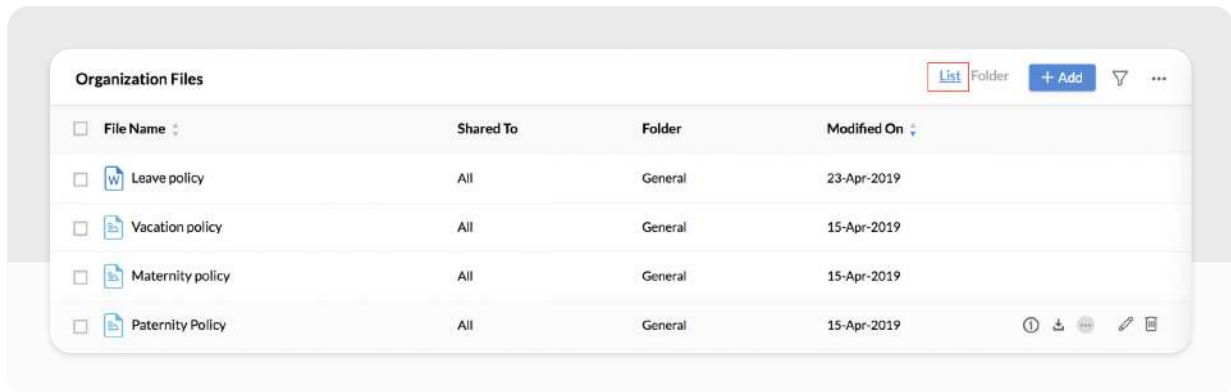 Organization Files List Folder + Add
File Name Shared To Folder Modified On
W Leave policy All General 23-Apr-2019
Vacation policy All General 15-Apr-2019
Maternity policy All General 15-Apr-2019
Paternity Policy All General 15-Apr-2019 1